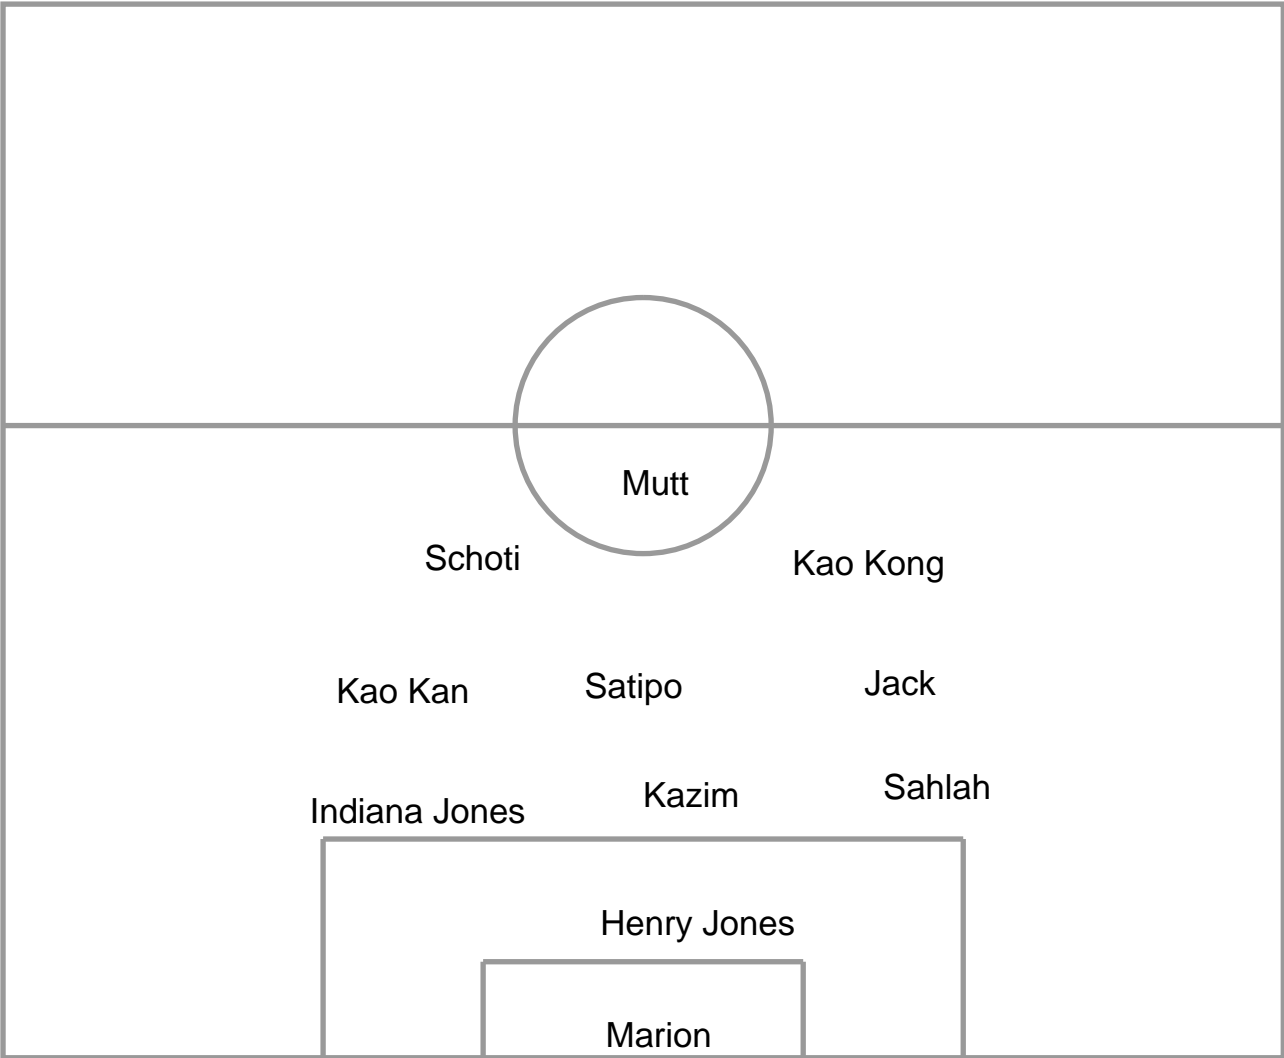 Mutt
Schoti
Kao Kong
Kao Kan
Satipo
Jack
Indiana Jones
Kazim
Sahlah
Henry Jones
Marion